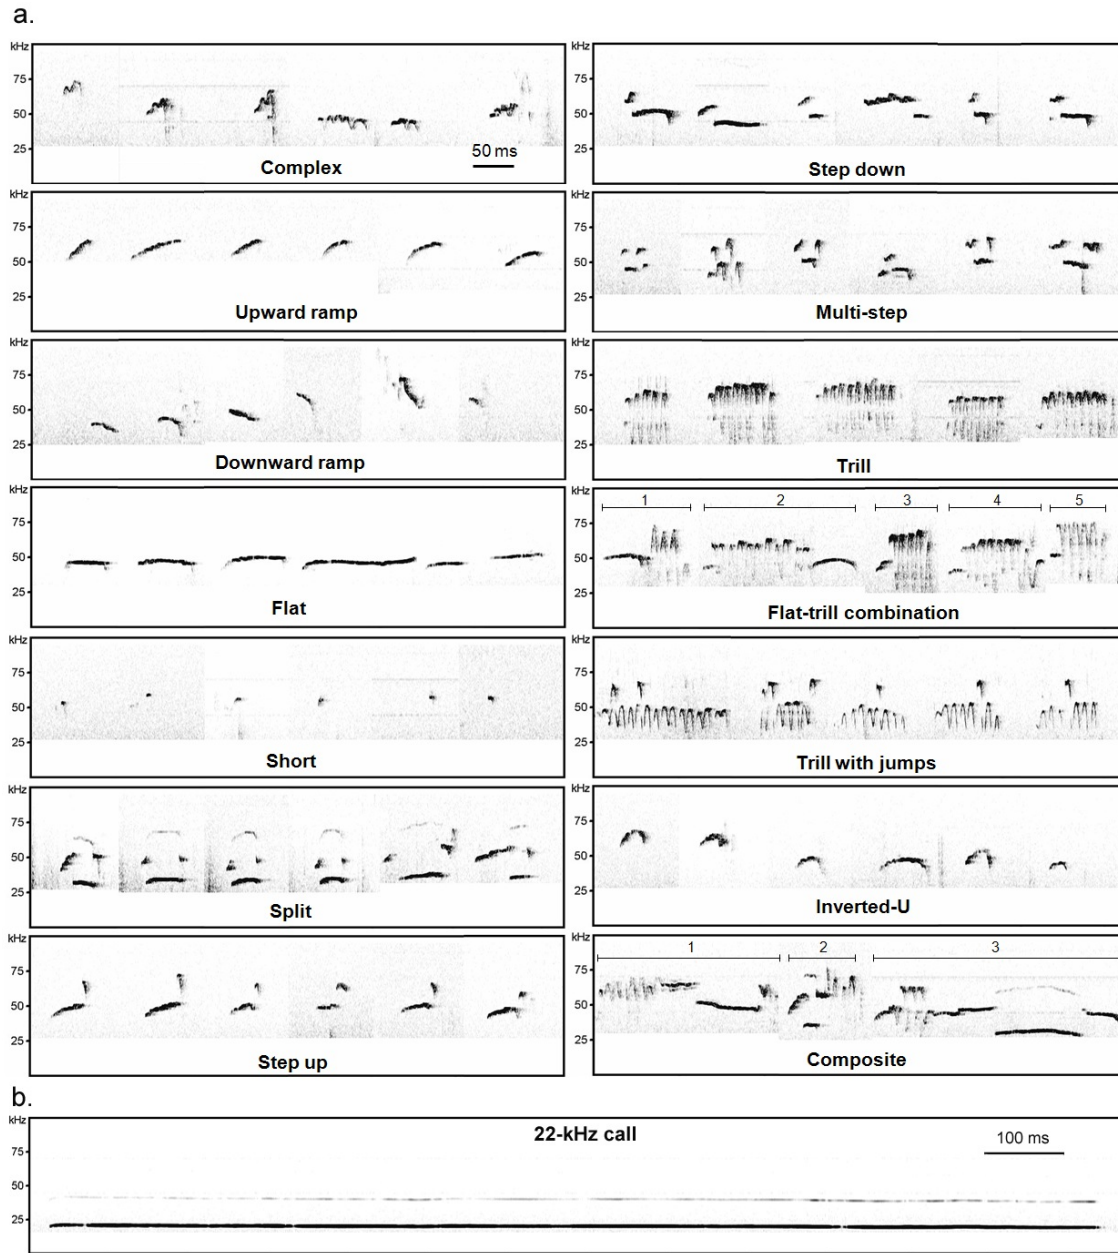 a.
kHz
75
50
25
Complex
50 ms
kHz
75
50
25
Step down
kHz
75
50
25
Upward ramp
kHz
75
50
25
Multi-step
kHz
75
50
25
Downward ramp
kHz
75
50
25
Trill
kHz
75
50
25
Flat
kHz
75
50
25
1 2 3 4 5
Flat-trill combination
kHz
75
50
25
Short
kHz
75
50
25
Trill with jumps
kHz
75
50
25
Split
kHz
75
50
25
Inverted-U
kHz
75
50
25
Step up
kHz
75
50
25
1 2 3
Composite
b.
kHz
75
50
25
22-kHz call
100 ms